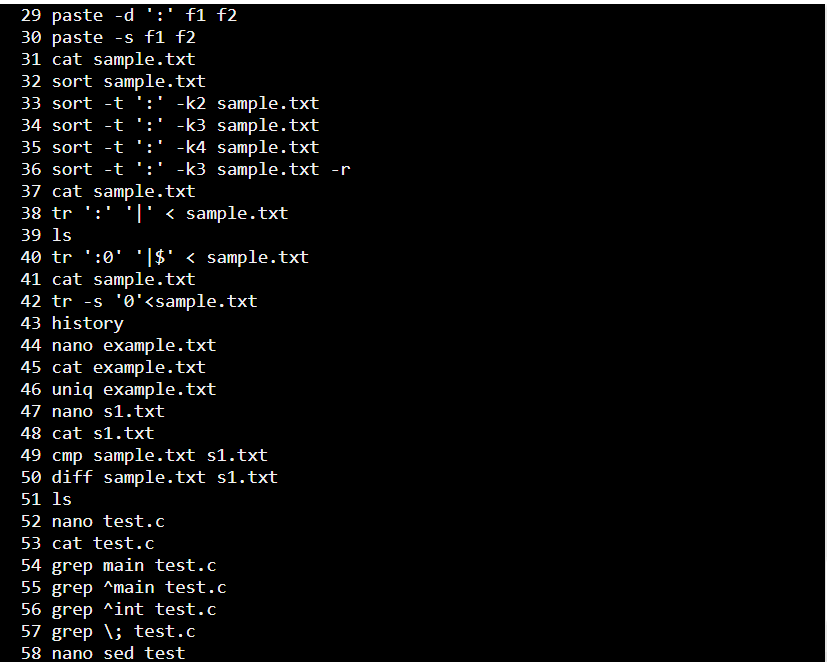 29 paste -d ':' f1 f2
30 paste -s f1 f2
31 cat sample.txt
32 sort sample.txt
33 sort -t ':' -k2 sample.txt
34 sort -t ':' -k3 sample.txt
35 sort -t ':' -k4 sample.txt
36 sort -t ':' -k3 sample.txt -r
37 cat sample.txt
38 tr ':' '|' < sample.txt
39 ls
40 tr ':0' '|$' < sample.txt
41 cat sample.txt
42 tr -s '0'<sample.txt
43 history
44 nano example.txt
45 cat example.txt
46 uniq example.txt
47 nano s1.txt
48 cat s1.txt
49 cmp sample.txt s1.txt
50 diff sample.txt s1.txt
51 ls
52 nano test.c
53 cat test.c
54 grep main test.c
55 grep ^main test.c
56 grep ^int test.c
57 grep \; test.c
58 nano sed test